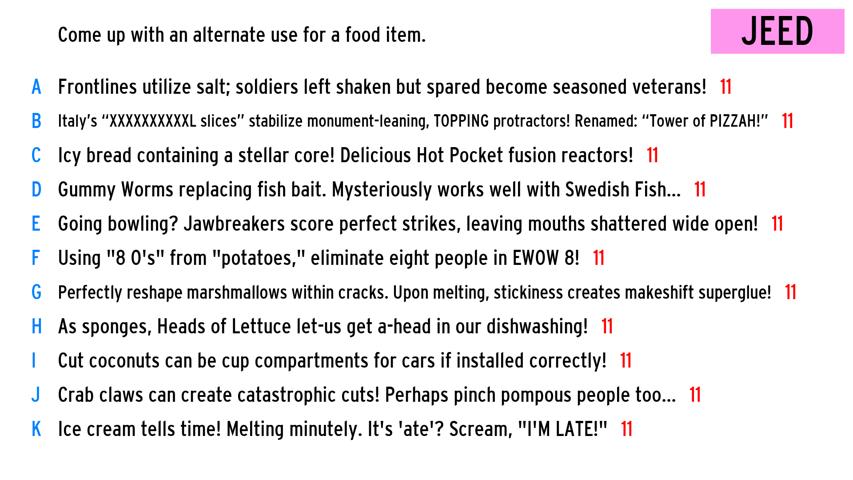 Come up with an alternate use for a food item.
JEED
A Frontlines utilize salt; soldiers left shaken but spared become seasoned veterans! 11
B Italy's “XXXXXXXXXXL slices” stabilize monument-leaning, TOPPING protractors! Renamed: “Tower of PIZZAH!” 11
C Icy bread containing a stellar core! Delicious Hot Pocket fusion reactors! 11
D Gummy Worms replacing fish bait. Mysteriously works well with Swedish Fish... 11
E Going bowling? Jawbreakers score perfect strikes, leaving mouths shattered wide open! 11
F Using "8 O's" from "potatoes," eliminate eight people in EWOW 8! 11
G Perfectly reshape marshmallows within cracks. Upon melting, stickiness creates makeshift superglue! 11
H As sponges, Heads of Lettuce let-us get a-head in our dishwashing! 11
I Cut coconuts can be cup compartments for cars if installed correctly! 11
J Crab claws can create catastrophic cuts! Perhaps pinch pompous people too... 11
K Ice cream tells time! Melting minutely. It's 'ate'? Scream, "I'M LATE!" 11